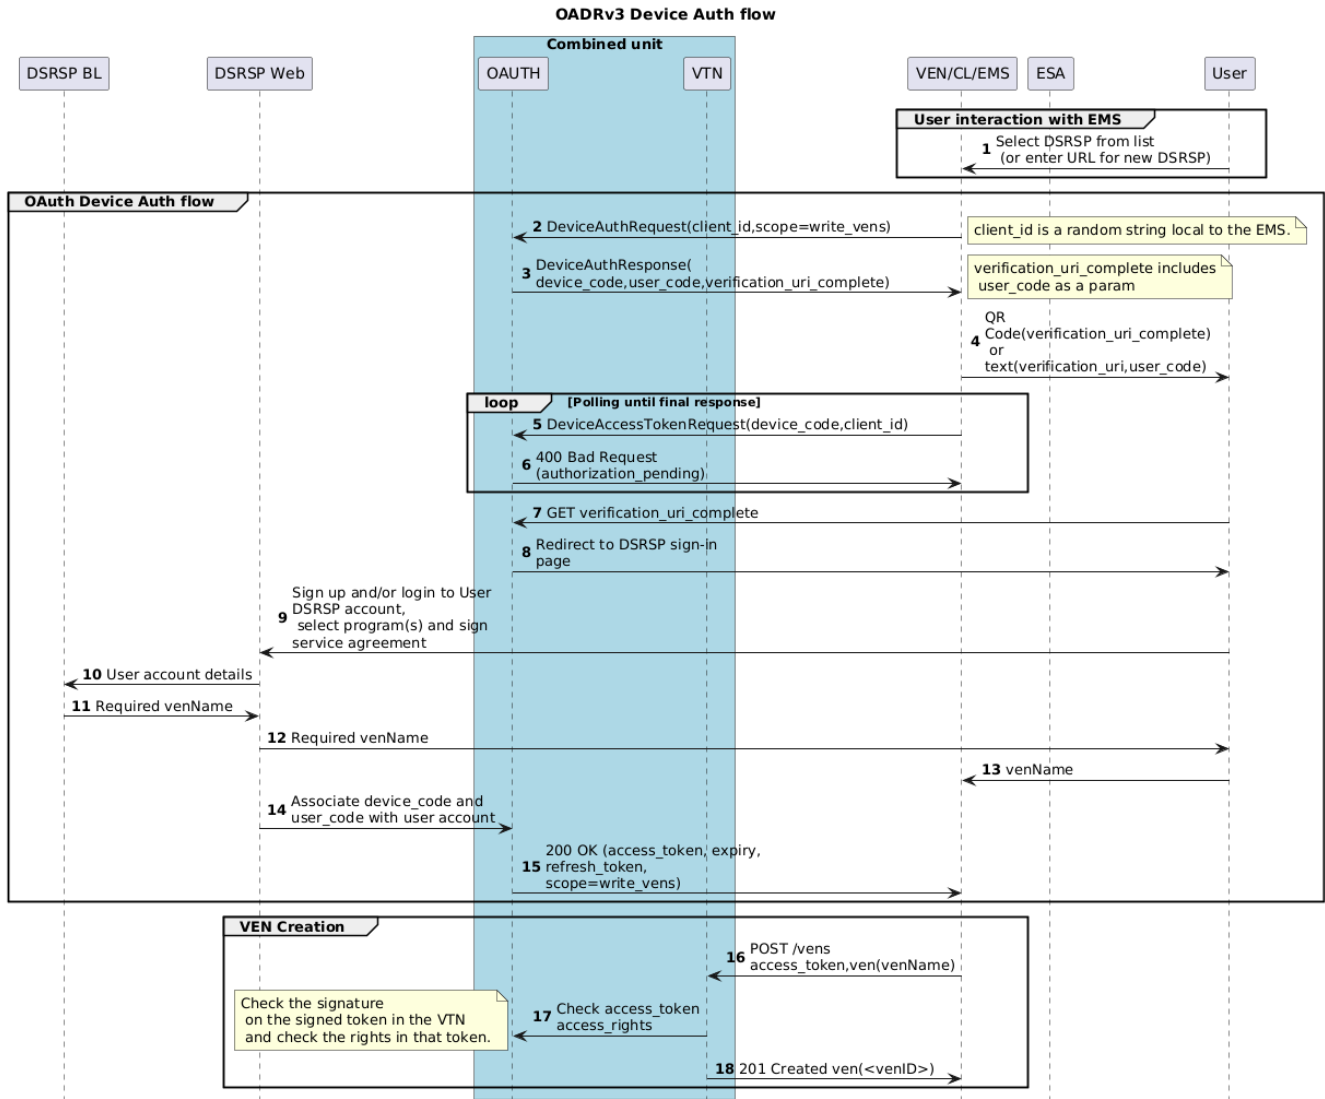 OADRv3 Device Auth flow
Combined unit
DSRSP BL
DSRSP Web
OAUTH
VTN
VEN/CL/EMS
ESA
User
User interaction with EMS
1 Select DSRSP from list
(or enter URL for new DSRSP)
OAuth Device Auth flow
2 DeviceAuthRequest(client_id,scope=write_vens)
client_id is a random string local to the EMS.
3 DeviceAuthResponse(
device_code,user_code,verification_uri_complete)
verification_uri_complete includes
user_code as a param
4 QR
Code(verification_uri_complete)
or
text(verification_uri,user_code)
loop [Polling until final response]
5 DeviceAccessTokenRequest(device_code,client_id)
6 400 Bad Request
(authorization_pending)
7 GET verification_uri_complete
8 Redirect to DSRSP sign-in
page
9 Sign up and/or login to User
DSRSP account,
select program(s) and sign
service agreement
10 User account details
11 Required venName
12 Required venName
13 venName
14 Associate device_code and
user_code with user account
15 200 OK (access_token, expiry,
refresh_token,
scope=write_vens)
VEN Creation
16 POST /vens
access_token,ven(venName)
Check the signature
on the signed token in the VTN
and check the rights in that token.
17 Check access_token
access_rights
18 201 Created ven(<venID>)